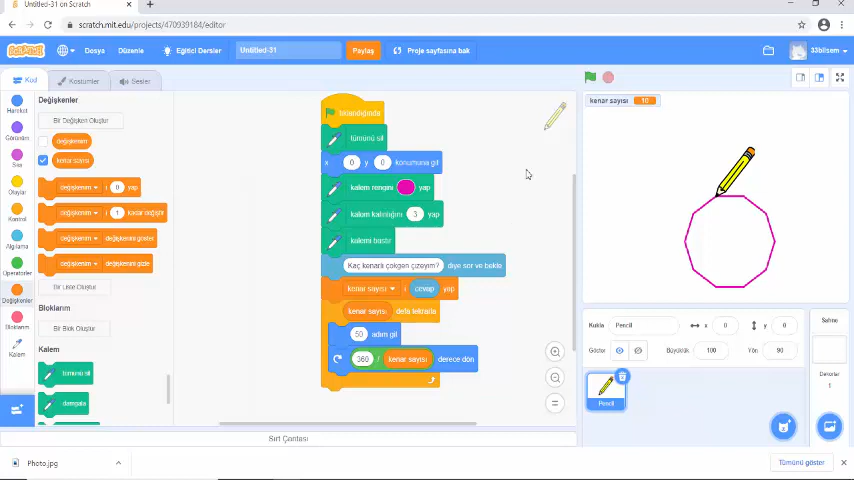 Untitled-31 on Scratch
scratch.mit.edu/projects/470939184/editor
SCRATCH
Dosya
Düzenle
Eğitici Dersler
Untitled-31
Paylaş
Proje sayfasına bak
33bilsem
Kod
Kostümler
Sesler
Hareket
Görünüm
Ses
Olaylar
Kontrol
Algılama
Operatörler
Değişkenler
Bloklarım
Kalem
Değişkenler
Bir Değişken Oluştur
değişkenim
kenar sayısı
değişkenim i 0 yap
değişkenim i 1 kadar değiştir
değişkenim değişkenini göster
değişkenim değişkenini gizle
Bir Liste Oluştur
Bloklarım
Bir Blok Oluştur
Kalem
tümünü sil
damgala
tıklandığında
tümünü sil
x 0 y 0 konumuna git
kalem rengini yap
kalem kalınlığını 3 yap
kalemi bastır
Kaç kenarlı çokgen çizeyim? diye sor ve bekle
kenar sayısı i cevap yap
kenar sayısı defa tekrarla
50 adım git
360 / kenar sayısı derece dön
kenar sayısı 10
Kukla Pencil x 0 y 0
Göster Büyüklük 100 Yön 90
Pencil
Sahne
Dekorlar
1
Sırt Çantası
Photo.jpg
Tümünü göster